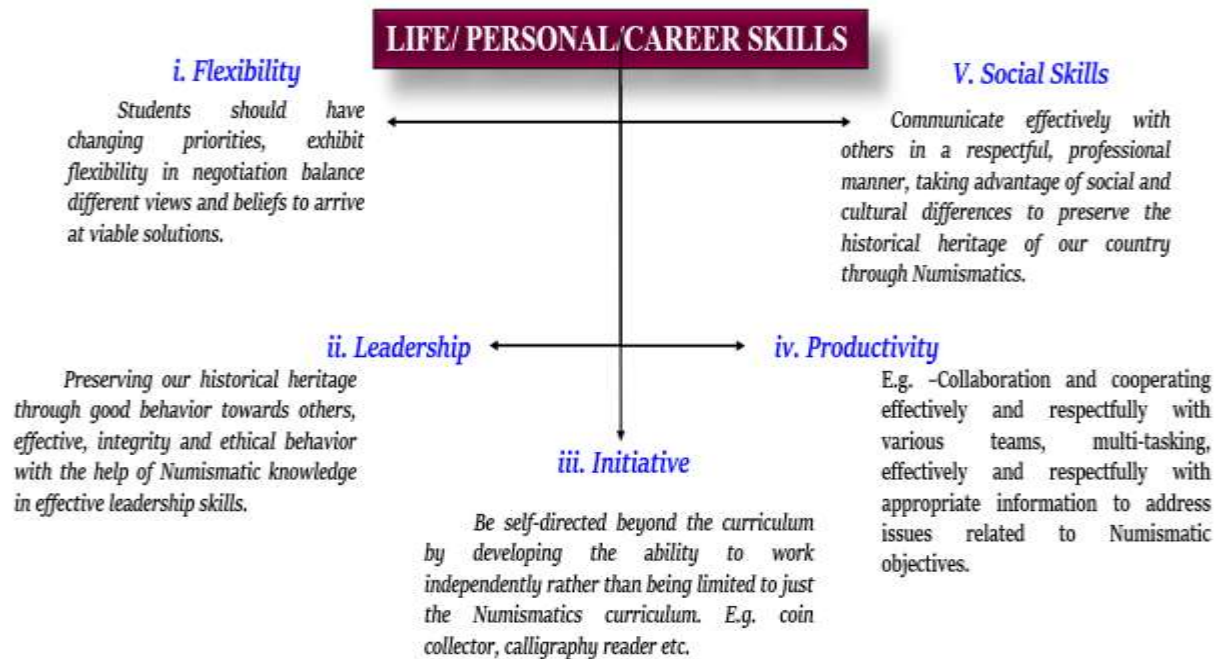 LIFE/ PERSONAL/CAREER SKILLS
i. Flexibility
Students should have
changing priorities, exhibit
flexibility in negotiation balance
different views and beliefs to arrive
at viable solutions.
V. Social Skills
Communicate effectively with
others in a respectful, professional
manner, taking advantage of social and
cultural differences to preserve the
historical heritage of our country
through Numismatics.
ii. Leadership
Preserving our historical heritage
through good behavior towards others,
effective, integrity and ethical behavior
with the help of Numismatic knowledge
in effective leadership skills.
iii. Initiative
Be self-directed beyond the curriculum
by developing the ability to work
independently rather than being limited to just
the Numismatics curriculum. E.g. coin
collector, calligraphy reader etc.
iv. Productivity
E.g. –Collaboration and cooperating
effectively and respectfully with
various teams, multi-tasking,
effectively and respectfully with
appropriate information to address
issues related to Numismatic
objectives.